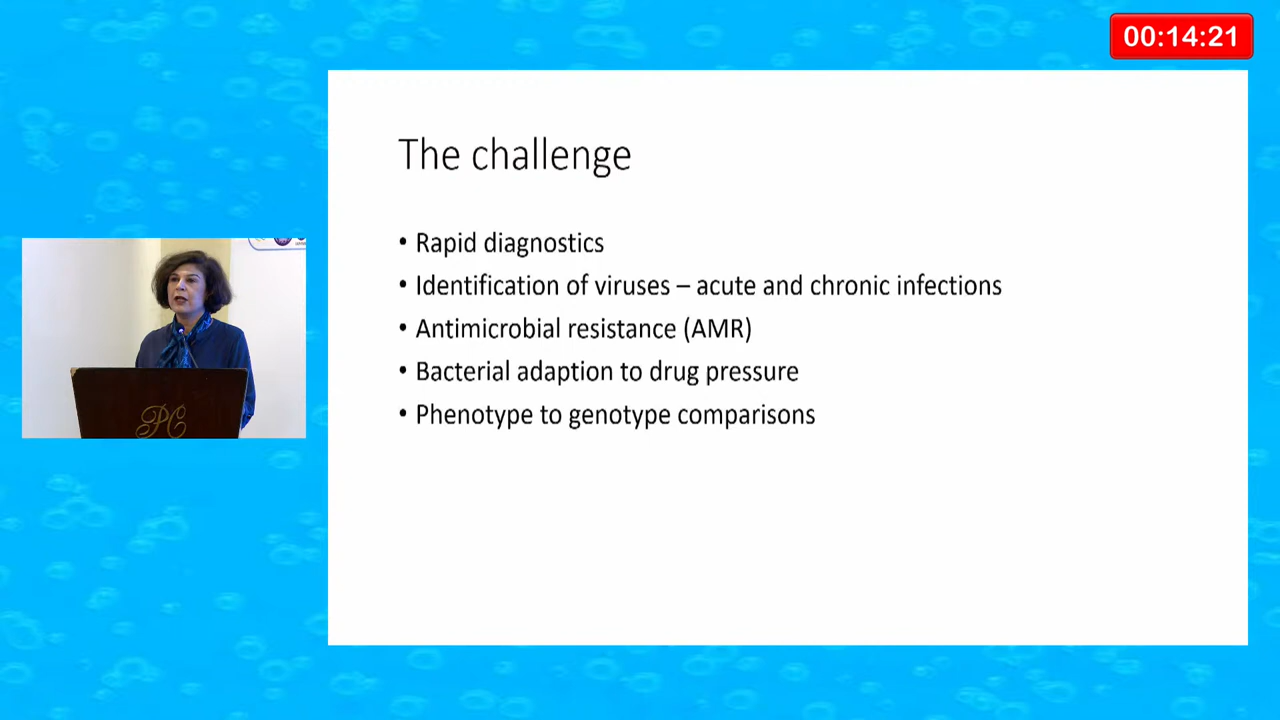 00:14:21
The challenge
• Rapid diagnostics
• Identification of viruses – acute and chronic infections
• Antimicrobial resistance (AMR)
• Bacterial adaption to drug pressure
• Phenotype to genotype comparisons
PC